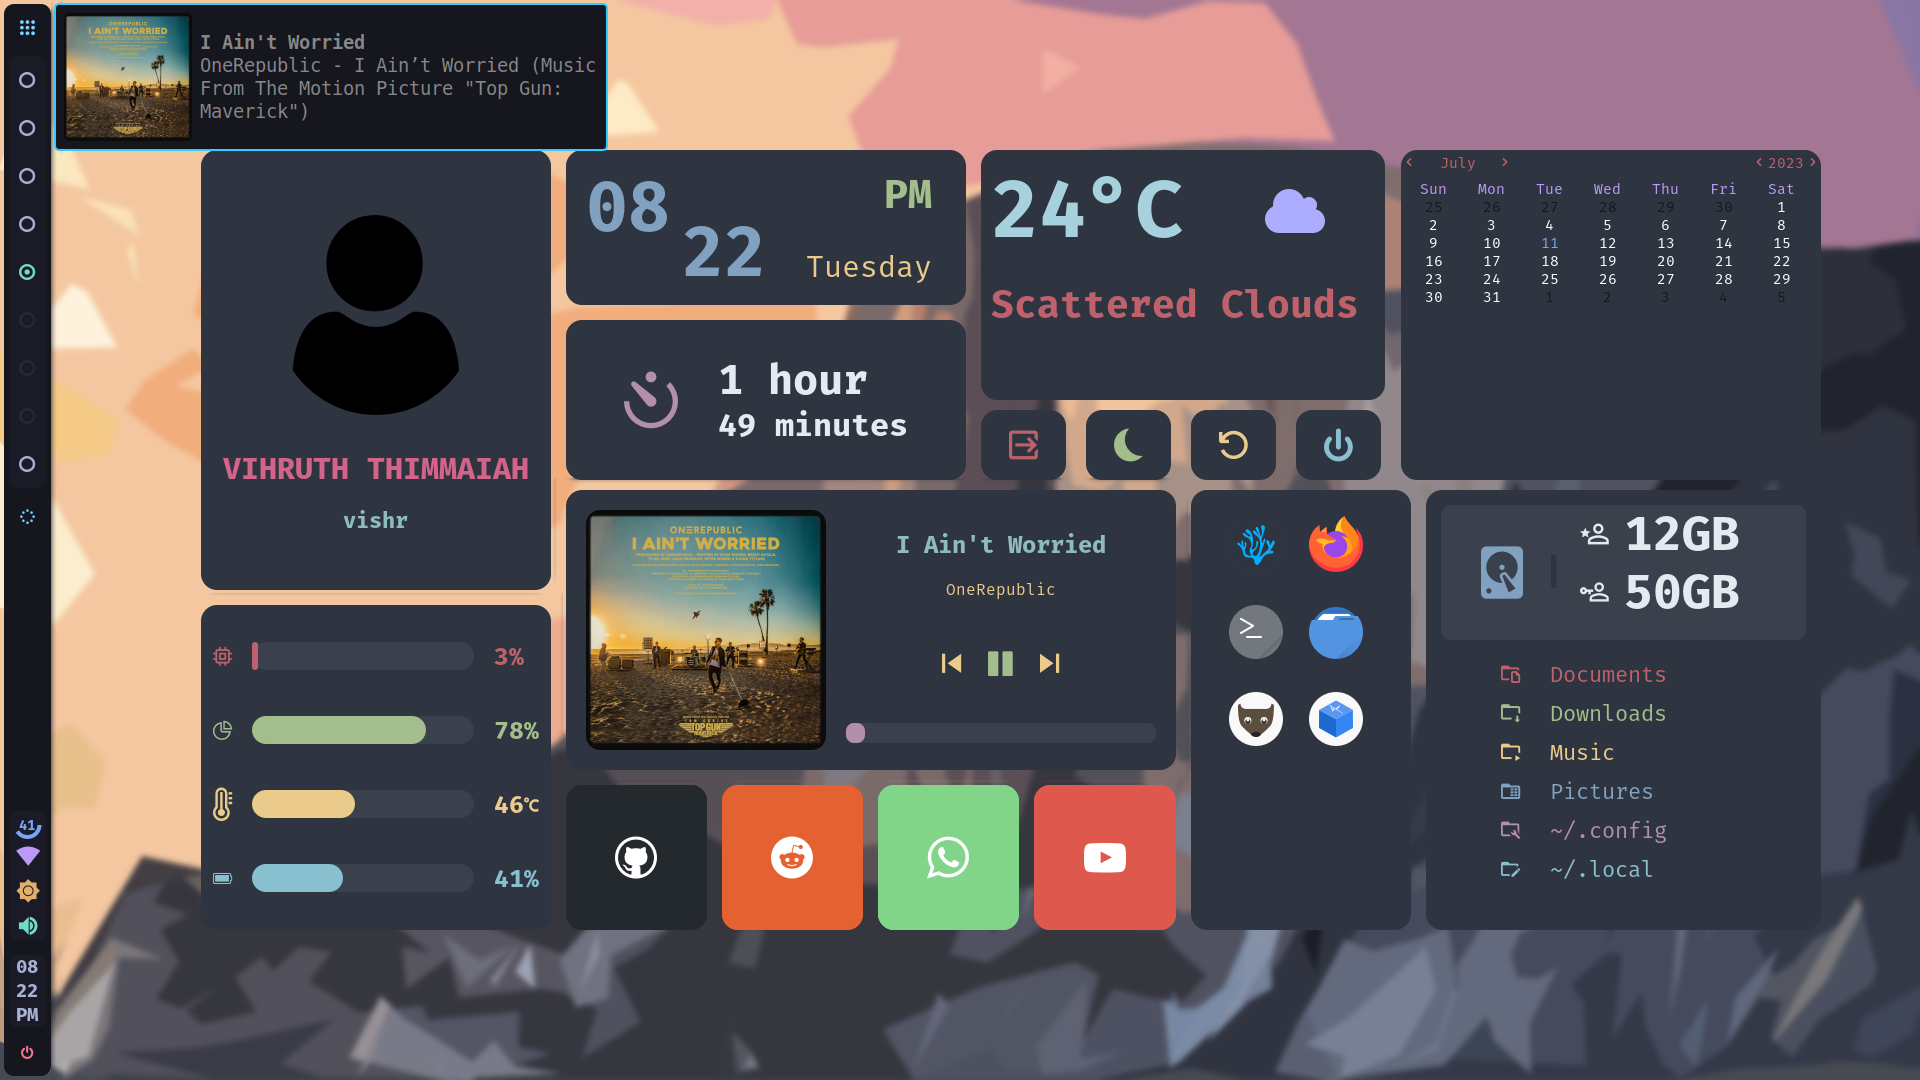 I Ain't Worried
OneRepublic - I Ain’t Worried (Music
From The Motion Picture "Top Gun:
Maverick")
ONEREPUBLIC
I AIN'T WORRIED
VIHRUTH THIMMAIAH
vishr
08
22
PM
Tuesday
1 hour
49 minutes
24°C
Scattered Clouds
July 2023
Sun Mon Tue Wed Thu Fri Sat
25 26 27 28 29 30 1
2 3 4 5 6 7 8
9 10 11 12 13 14 15
16 17 18 19 20 21 22
23 24 25 26 27 28 29
30 31 1 2 3 4 5
3%
78%
46°C
41%
ONEREPUBLIC
I AIN'T WORRIED
TOP GUN
MAVERICK
I Ain't Worried
OneRepublic
12GB
50GB
Documents
Downloads
Music
Pictures
~/.config
~/.local
41
08
22
PM